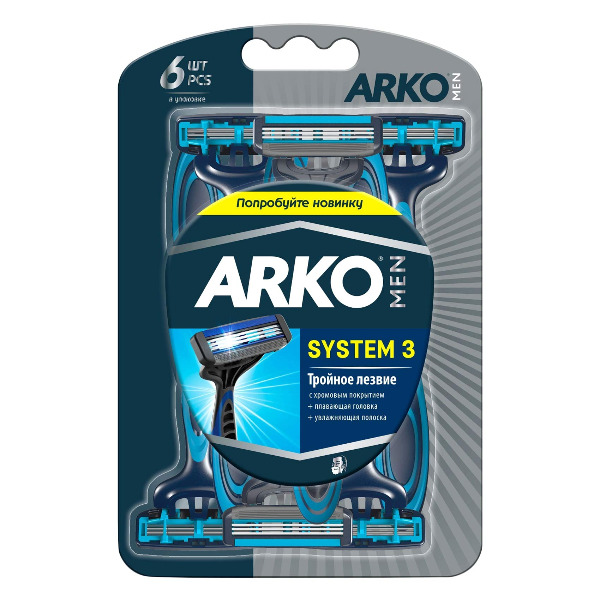 6 ШТ
PCS
в упаковке
ARKO MEN
Попробуйте новинку
ARKO® MEN
SYSTEM 3
Тройное лезвие
с хромовым покрытием
+ плавающая головка
+ увлажняющая полоска